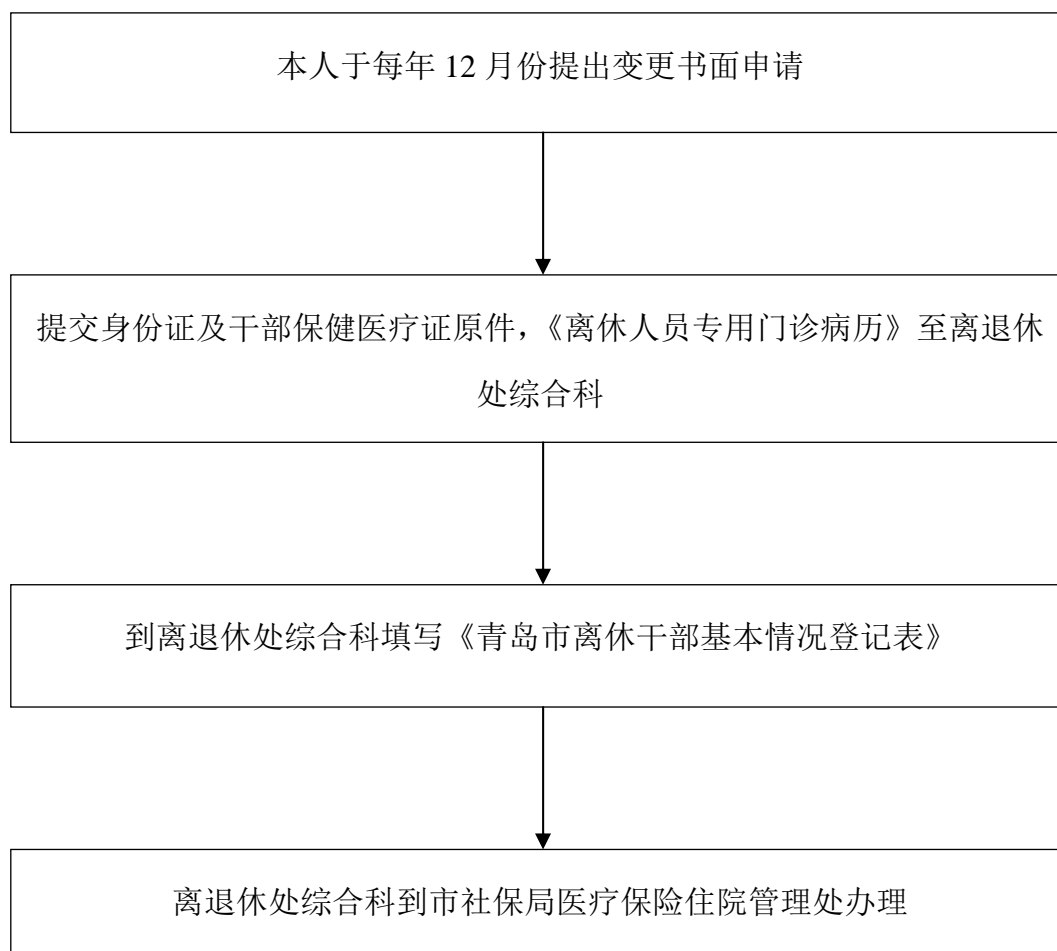 本人于每年 12 月份提出变更书面申请
提交身份证及干部保健医疗证原件，《离休人员专用门诊病历》至离退休
处综合科
到离退休处综合科填写《青岛市离休干部基本情况登记表》
离退休处综合科到市社保局医疗保险住院管理处办理